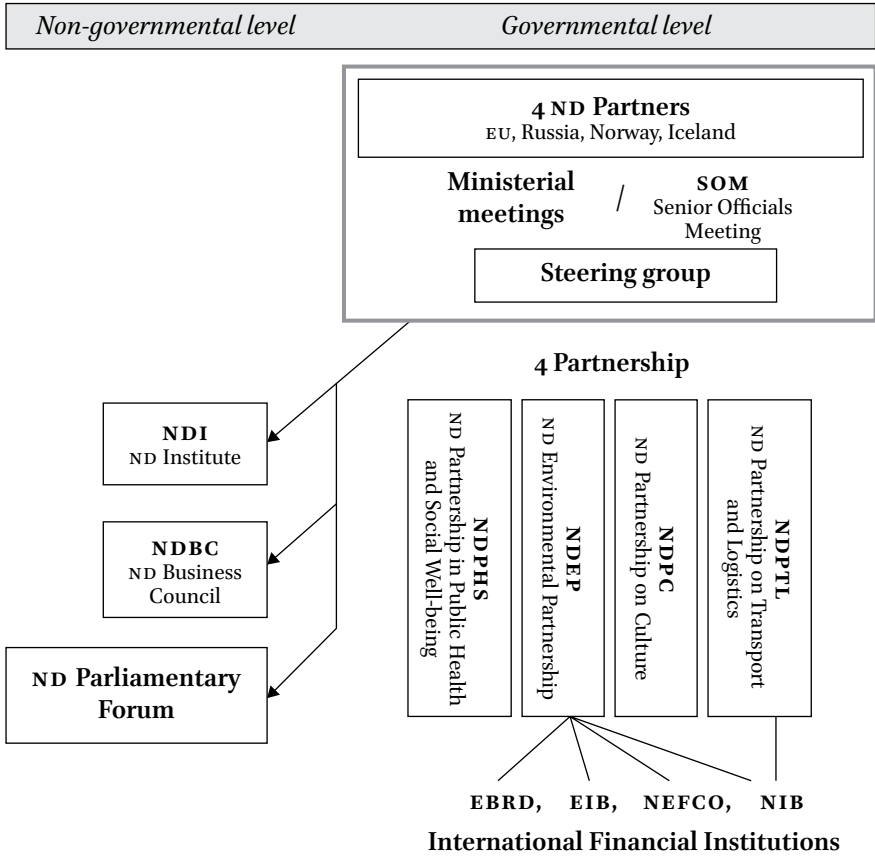 Non-governmental level
Governmental level
4 ND Partners
EU, Russia, Norway, Iceland
Ministerial
meetings
/
SOM
Senior Officials
Meeting
Steering group
4 Partnership
NDI
ND Institute
NDBC
ND Business
Council
ND Parliamentary
Forum
NDPHS
ND Partnership in Public Health
and Social Well-being
NDEP
ND Environmental Partnership
NDPC
ND Partnership on Culture
NDPTL
ND Partnership on Transport
and Logistics
EBRD, EIB, NEFCO, NIB
International Financial Institutions